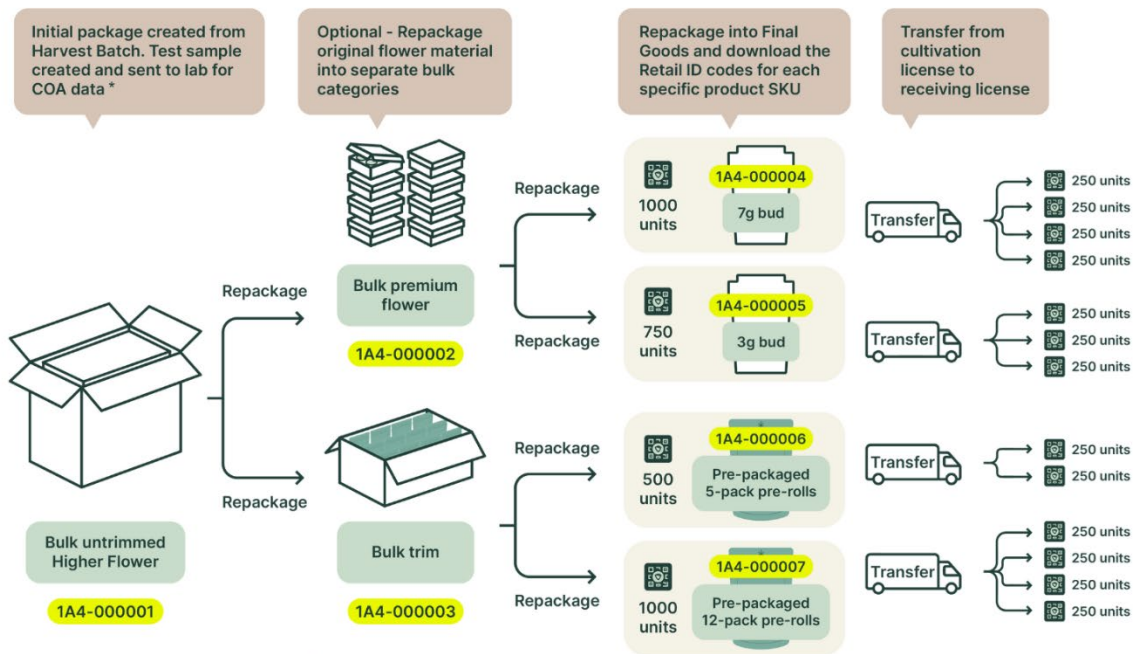 Initial package created from
Harvest Batch. Test sample
created and sent to lab for
COA data *
Optional - Repackage
original flower material
into separate bulk
categories
Repackage into Final
Goods and download the
Retail ID codes for each
specific product SKU
Transfer from
cultivation
license to
receiving license
Bulk untrimmed
Higher Flower
1A4-000001
Repackage
Repackage
Bulk premium
flower
1A4-000002
Bulk trim
1A4-000003
Repackage
Repackage
Repackage
Repackage
1000
units
1A4-000004
7g bud
Transfer
250 units
250 units
250 units
250 units
750
units
1A4-000005
3g bud
Transfer
250 units
250 units
250 units
500
units
1A4-000006
Pre-packaged
5-pack pre-rolls
Transfer
250 units
250 units
1000
units
1A4-000007
Pre-packaged
12-pack pre-rolls
Transfer
250 units
250 units
250 units
250 units